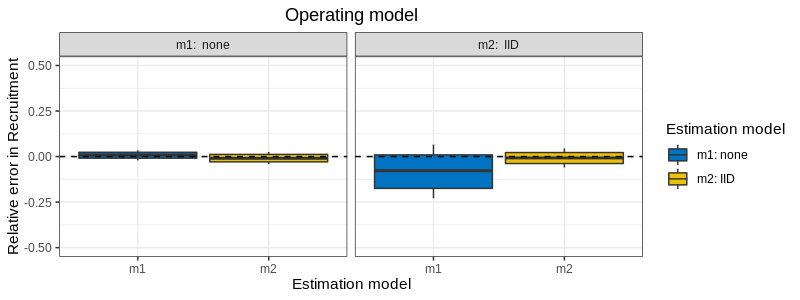 Operating model
m1: none
m2: IID
Relative error in Recruitment
0.50
0.25
0.00
-0.25
-0.50
m1
m2
m1
m2
Estimation model
Estimation model
m1: none
m2: IID